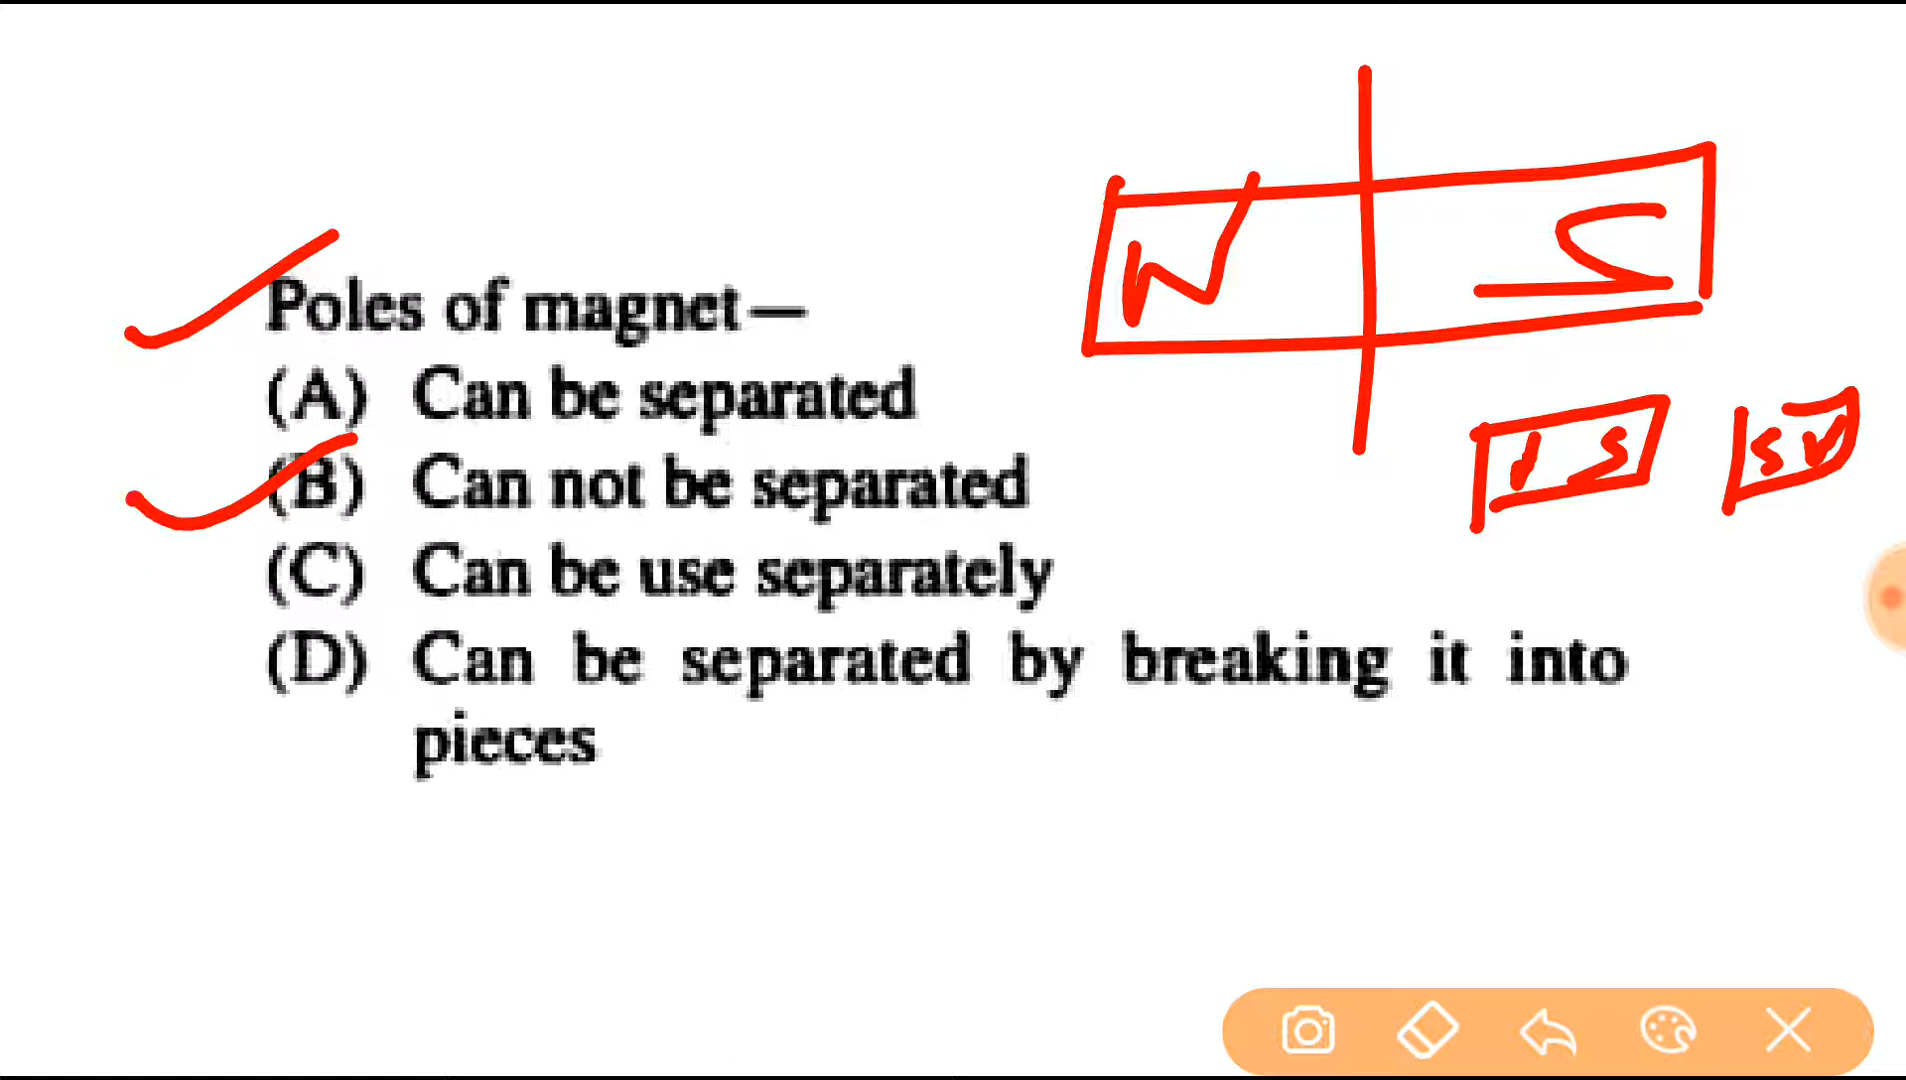 Poles of magnet—
(A) Can be separated
(B) Can not be separated
(C) Can be use separately
(D) Can be separated by breaking it into
pieces
N S
S
S N